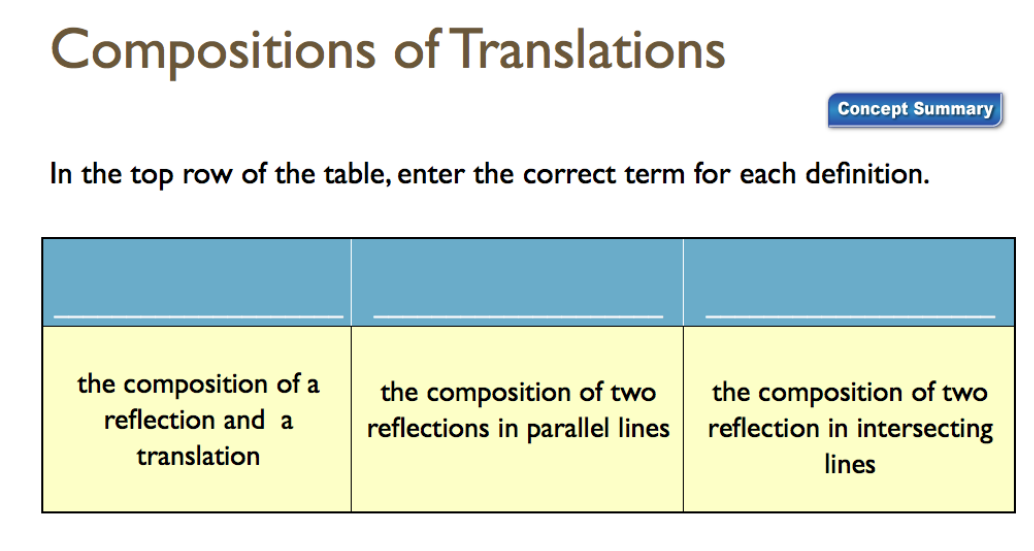 Compositions of Translations
Concept Summary
In the top row of the table, enter the correct term for each definition.
the composition of a
reflection and a
translation
the composition of two
reflections in parallel lines
the composition of two
reflection in intersecting
lines